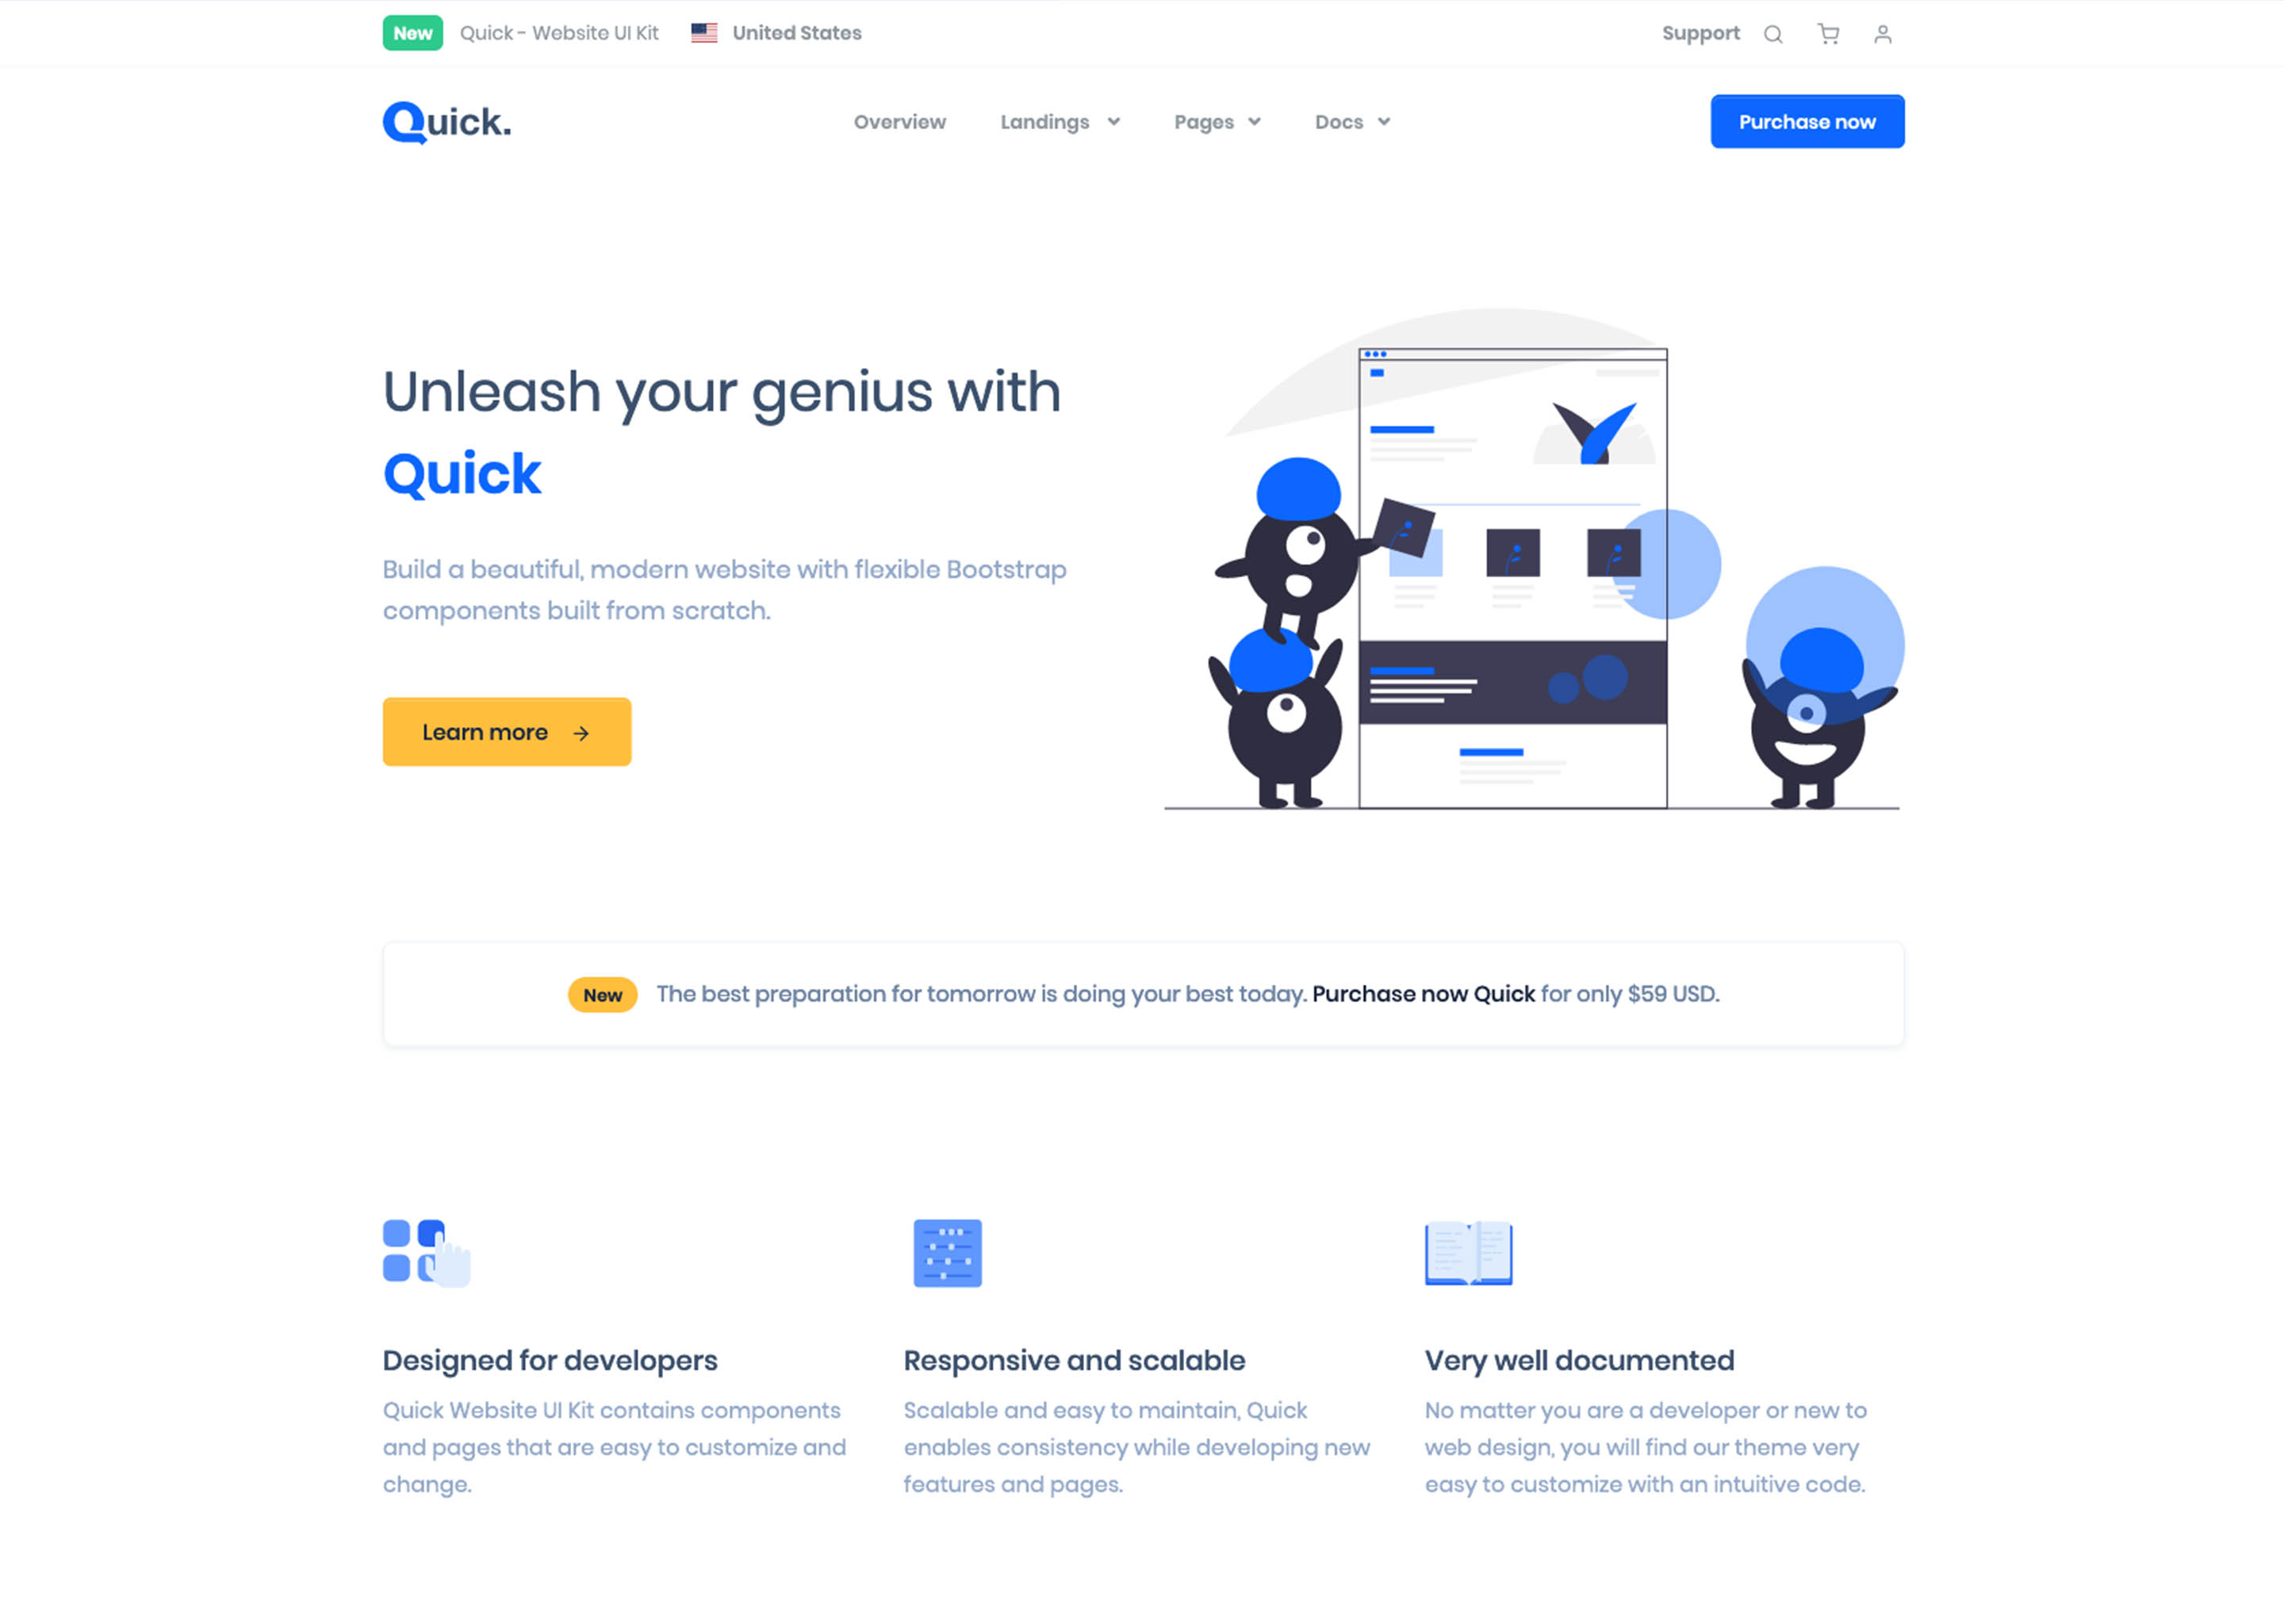 New Quick - Website UI Kit United States Support
Quick. Overview Landings Pages Docs Purchase now
Unleash your genius with
Quick
Build a beautiful, modern website with flexible Bootstrap
components built from scratch.
Learn more
New The best preparation for tomorrow is doing your best today. Purchase now Quick for only $59 USD.
Designed for developers
Quick Website UI Kit contains components
and pages that are easy to customize and
change.
Responsive and scalable
Scalable and easy to maintain, Quick
enables consistency while developing new
features and pages.
Very well documented
No matter you are a developer or new to
web design, you will find our theme very
easy to customize with an intuitive code.